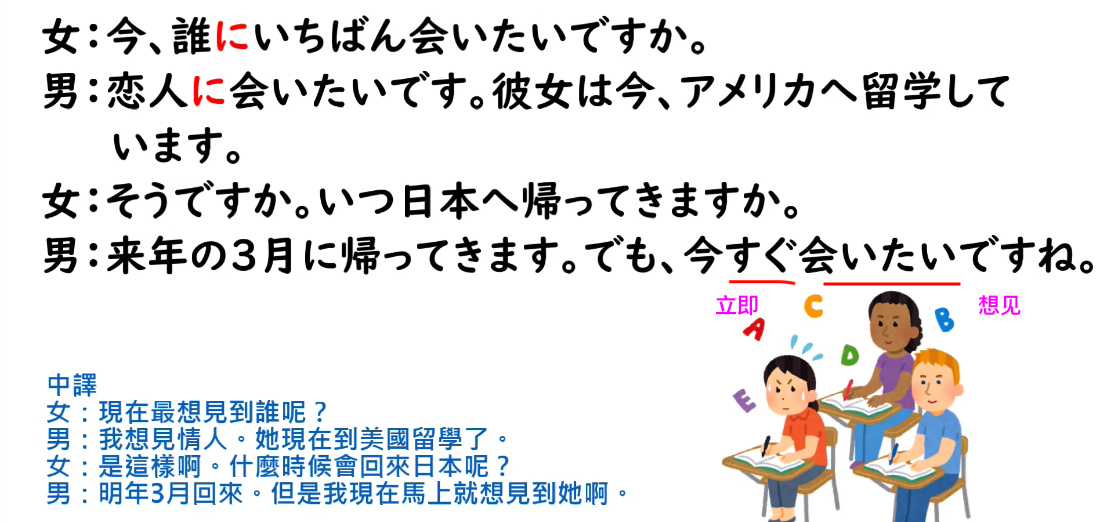 女：今、誰にいちばん会いたいですか。
男：恋人に会いたいです。彼女は今、アメリカへ留学して
います。
女：そうですか。いつ日本へ帰ってきますか。
男：来年の３月に帰ってきます。でも、今すぐ会いたいですね。
立即
想见
C
A
B
D
E
中譯
女：現在最想見到誰呢？
男：我想見情人。她現在到美國留學了。
女：是這樣啊。什麼時候會回來日本呢？
男：明年3月回來。但是我現在馬上就想見到她啊。